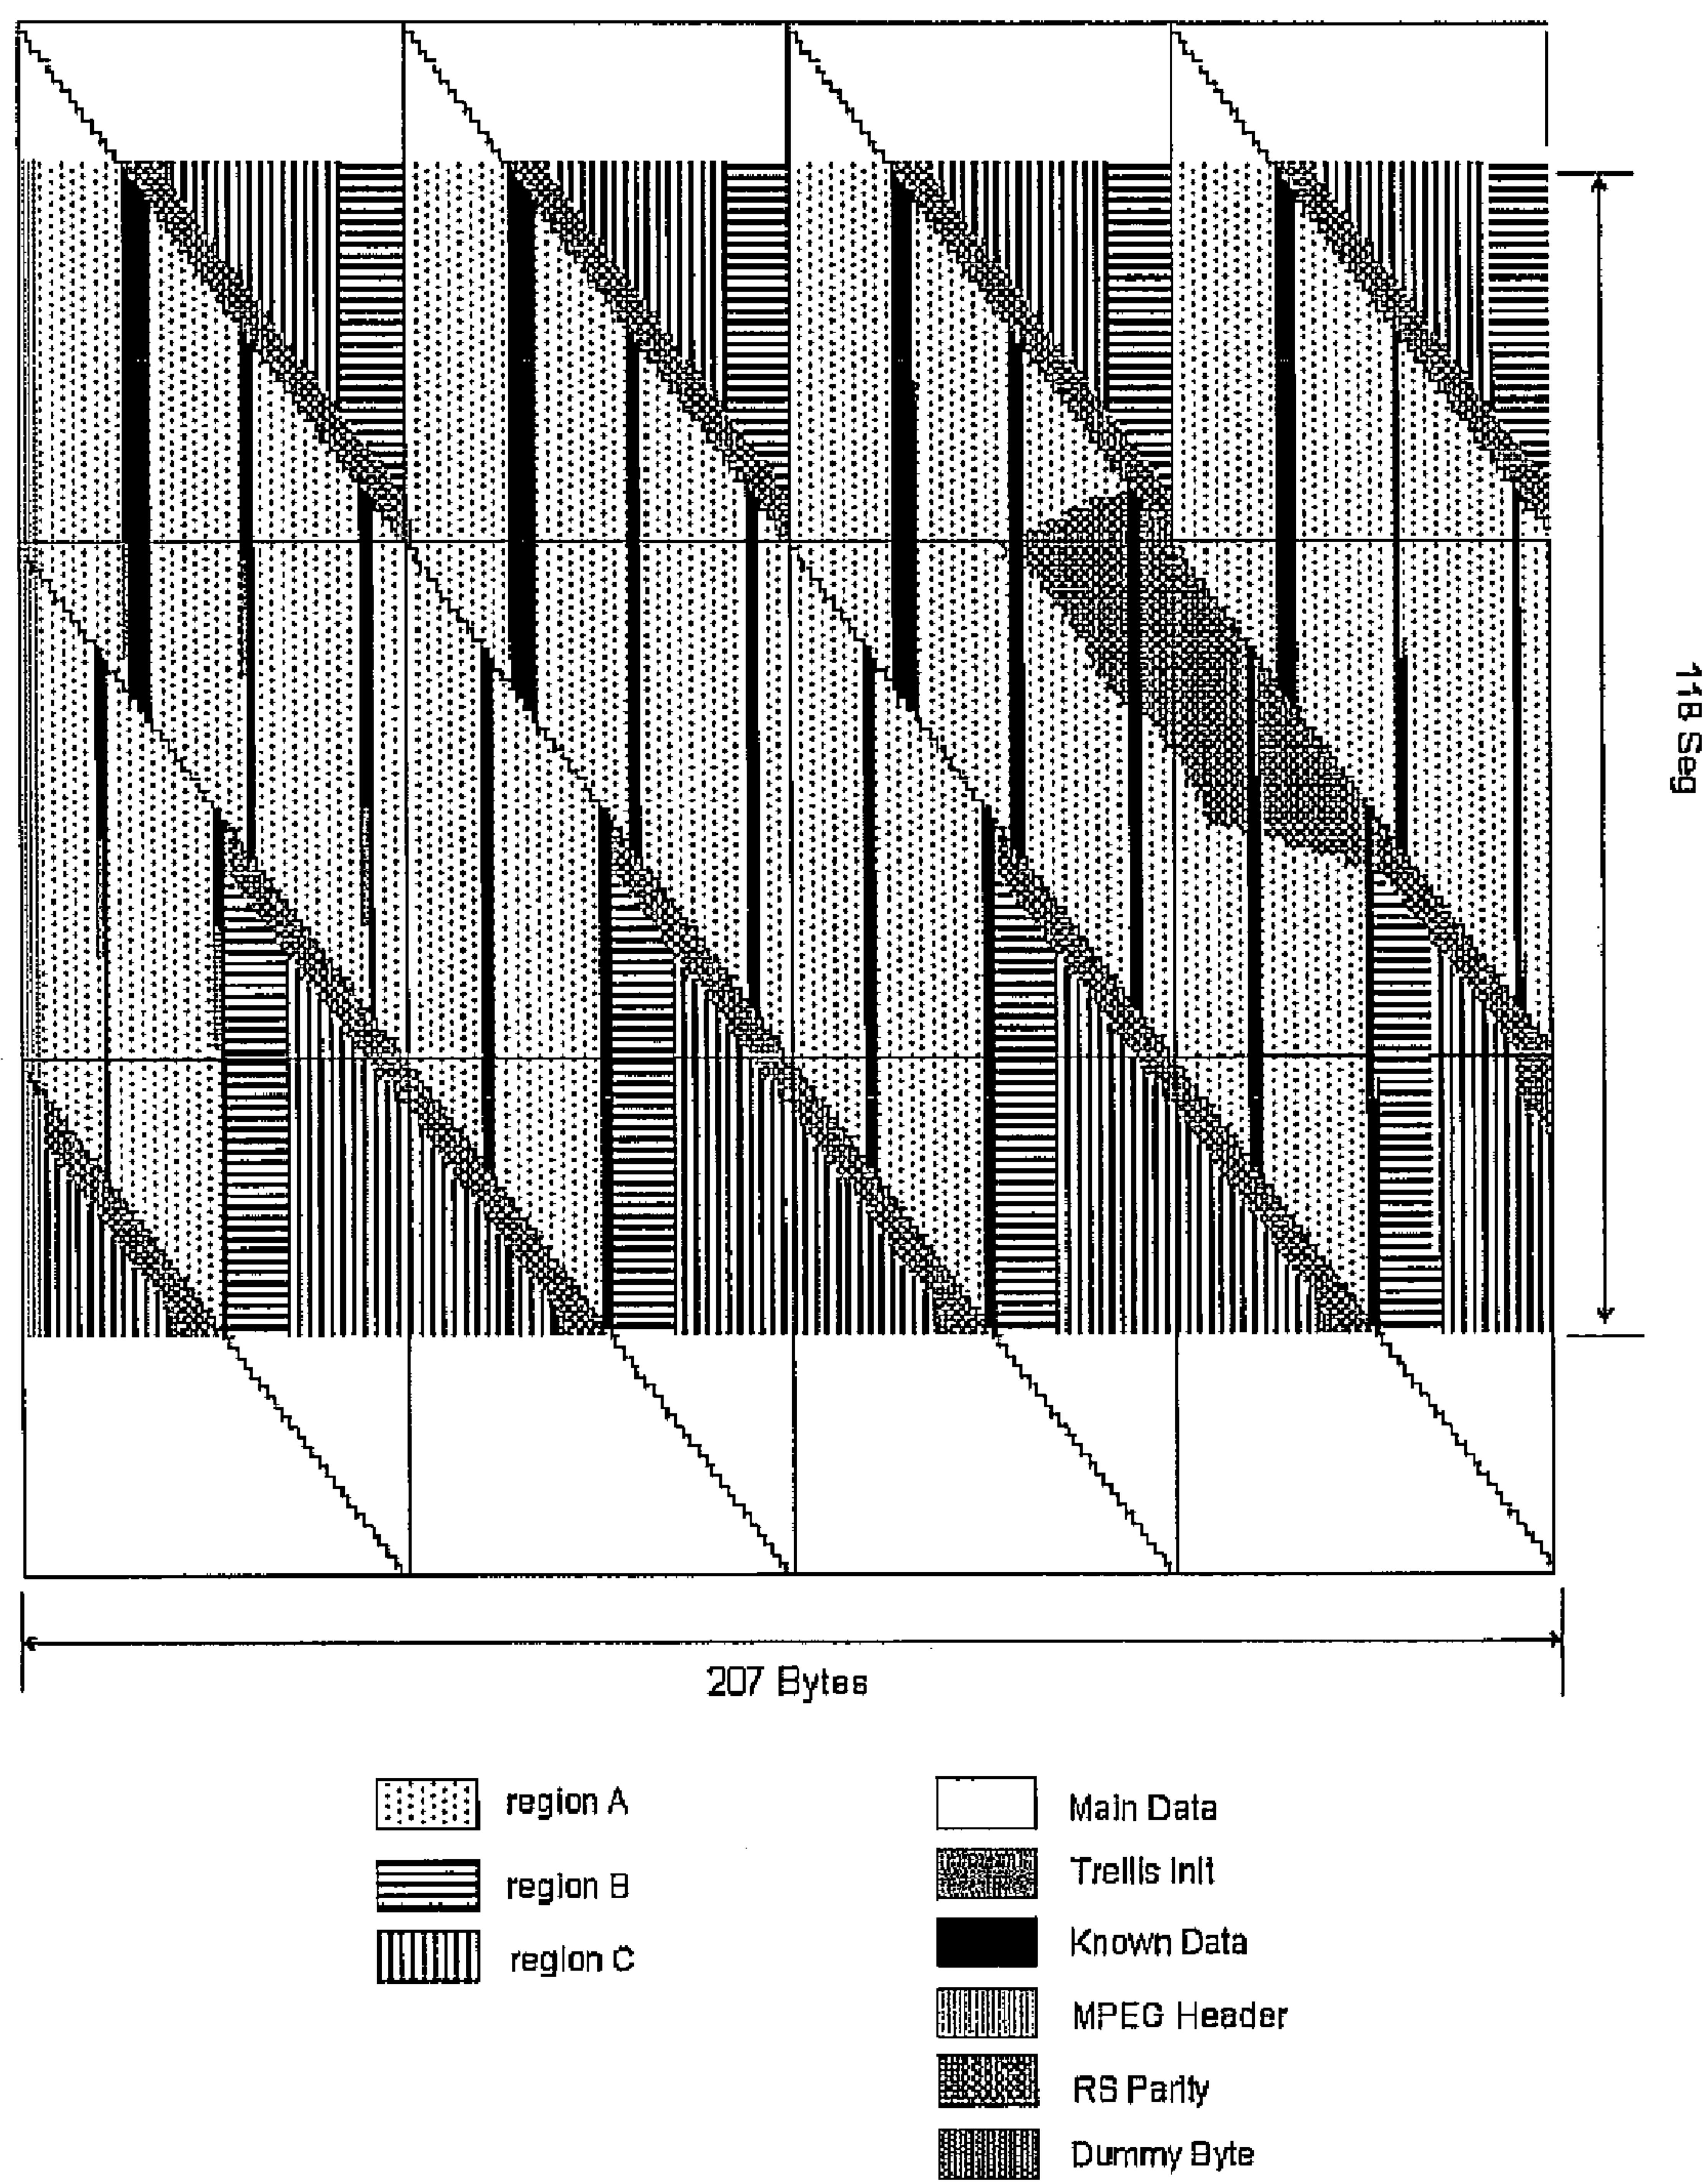 118 Seg
207 Bytes
region A
region B
region C
Main Data
Trellis Init
Known Data
MPEG Header
RS Parity
Dummy Byte